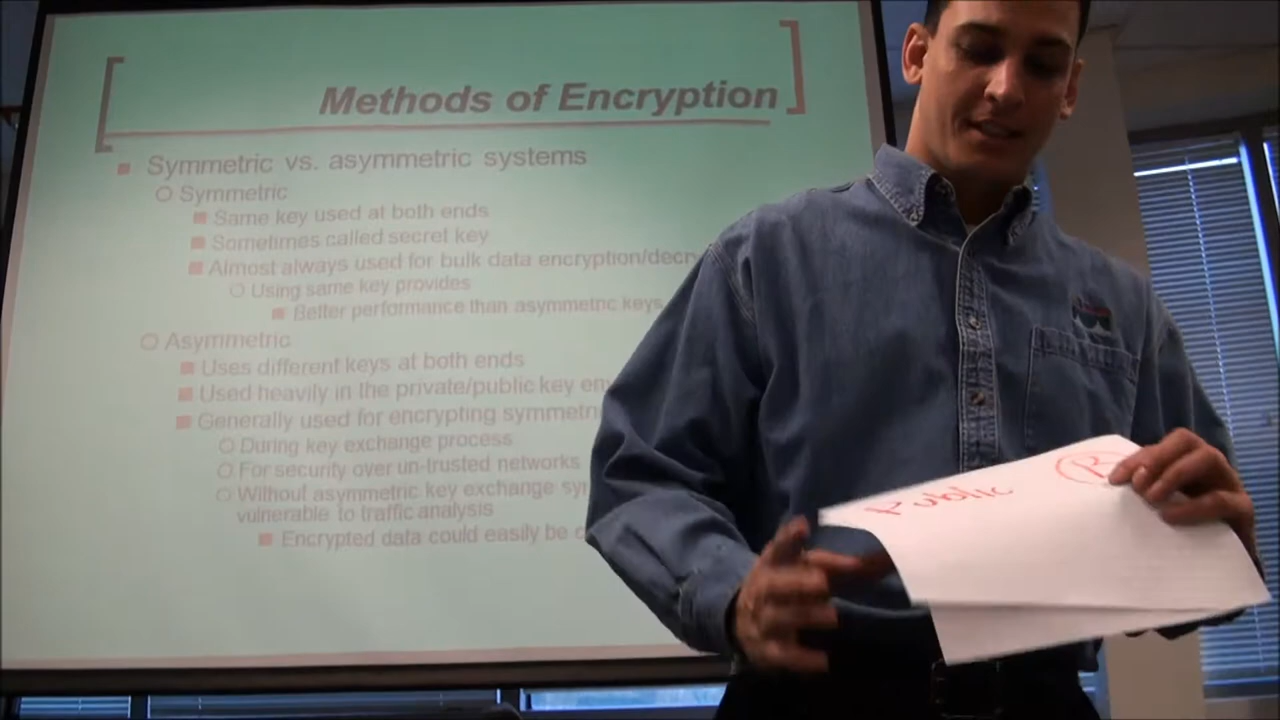 Methods of Encryption
Symmetric vs. asymmetric systems
Symmetric
Same key used at both ends
Sometimes called secret key
Almost always used for bulk data encryption/decr
Using same key provides
Better performance than asymmetric keys
Asymmetric
Uses different keys at both ends
Used heavily in the private/public key en
Generally used for encrypting symmetr
During key exchange process
For security over un-trusted networks
Without asymmetric key exchange sy
vulnerable to traffic analysis
Encrypted data could easily be c
Public B